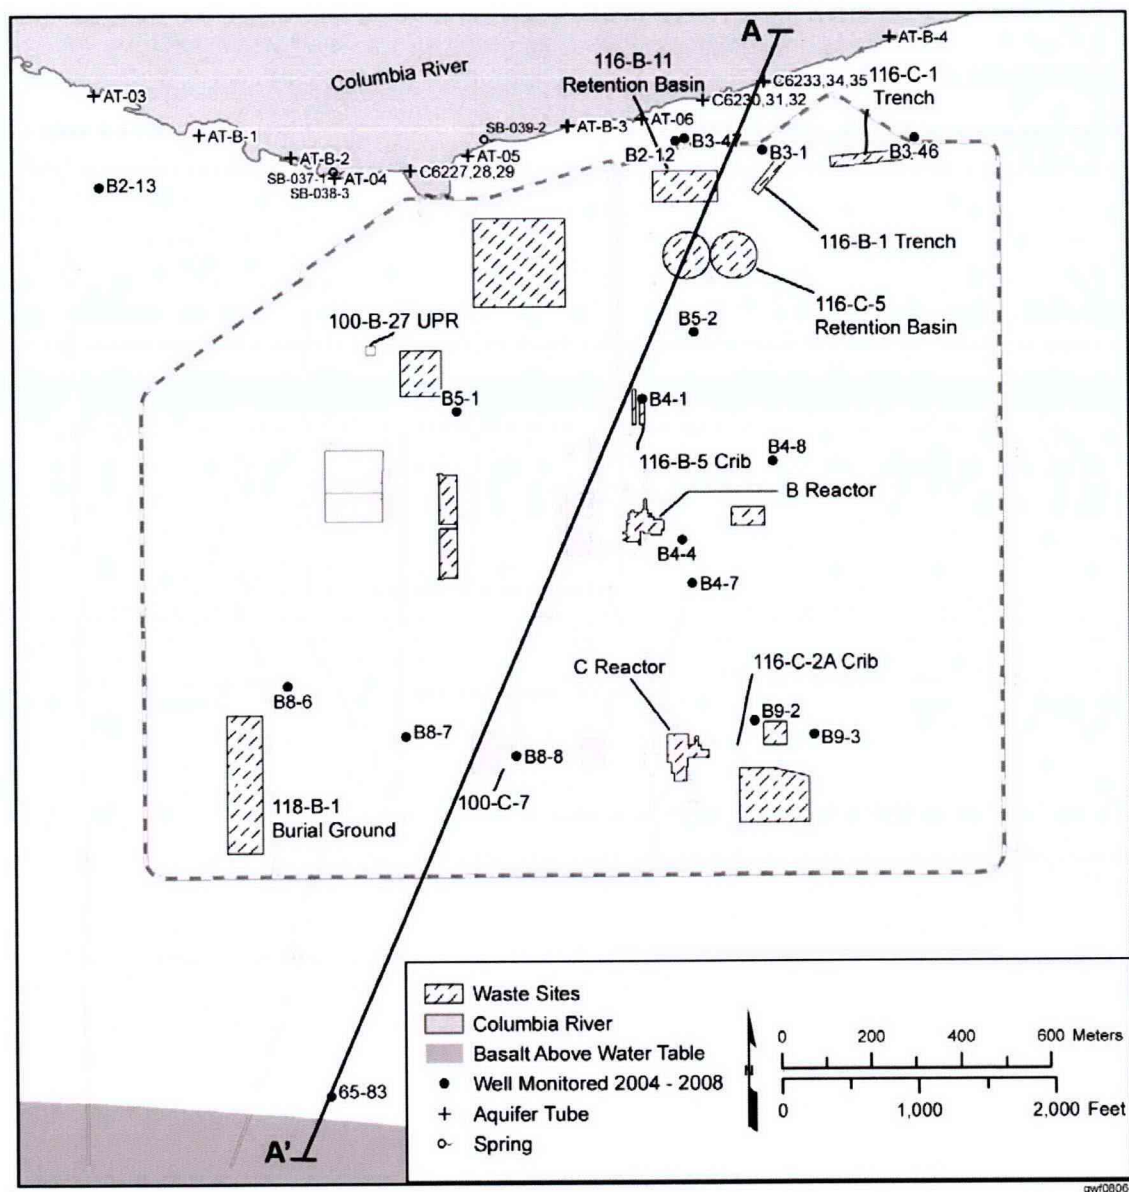 A
AT-B-4
116-B-11
Retention Basin
C6233,34,35
116-C-1
Trench
Columbia River
C6230,31,32
AT-03
AT-06
SB-039-2
AT-B-3
AT-B-1
B3-47
B2-12
B3-1
B3-46
AT-B-2
AT-05
SB-037-1
AT-04
C6227,28,29
SB-038-3
B2-13
116-B-1 Trench
116-C-5
Retention Basin
B5-2
100-B-27 UPR
B5-1
B4-1
116-B-5 Crib
B4-8
B Reactor
B4-4
B4-7
C Reactor
116-C-2A Crib
B8-6
B9-2
B8-7
B9-3
B8-8
100-C-7
118-B-1
Burial Ground
Waste Sites
Columbia River
Basalt Above Water Table
Well Monitored 2004 - 2008
Aquifer Tube
Spring
N
0 200 400 600 Meters
0 1,000 2,000 Feet
65-83
A'
gwf0806